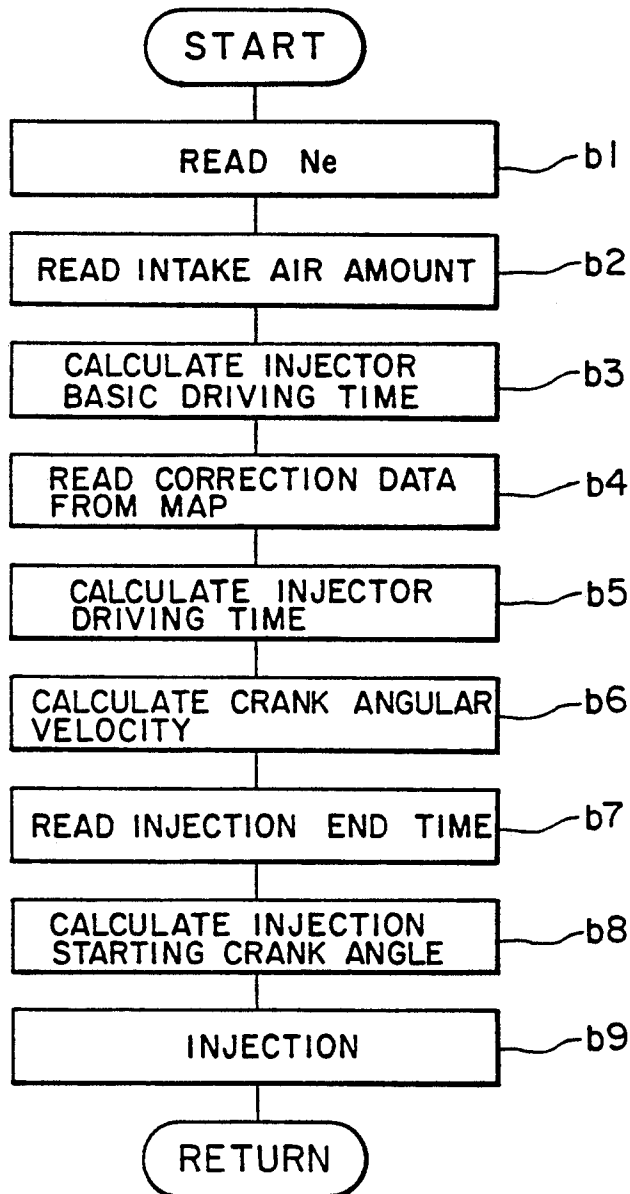 START
READ Ne
b1
READ INTAKE AIR AMOUNT
b2
CALCULATE INJECTOR
BASIC DRIVING TIME
b3
READ CORRECTION DATA
FROM MAP
b4
CALCULATE INJECTOR
DRIVING TIME
b5
CALCULATE CRANK ANGULAR
VELOCITY
b6
READ INJECTION END TIME
b7
CALCULATE INJECTION
STARTING CRANK ANGLE
b8
INJECTION
b9
RETURN